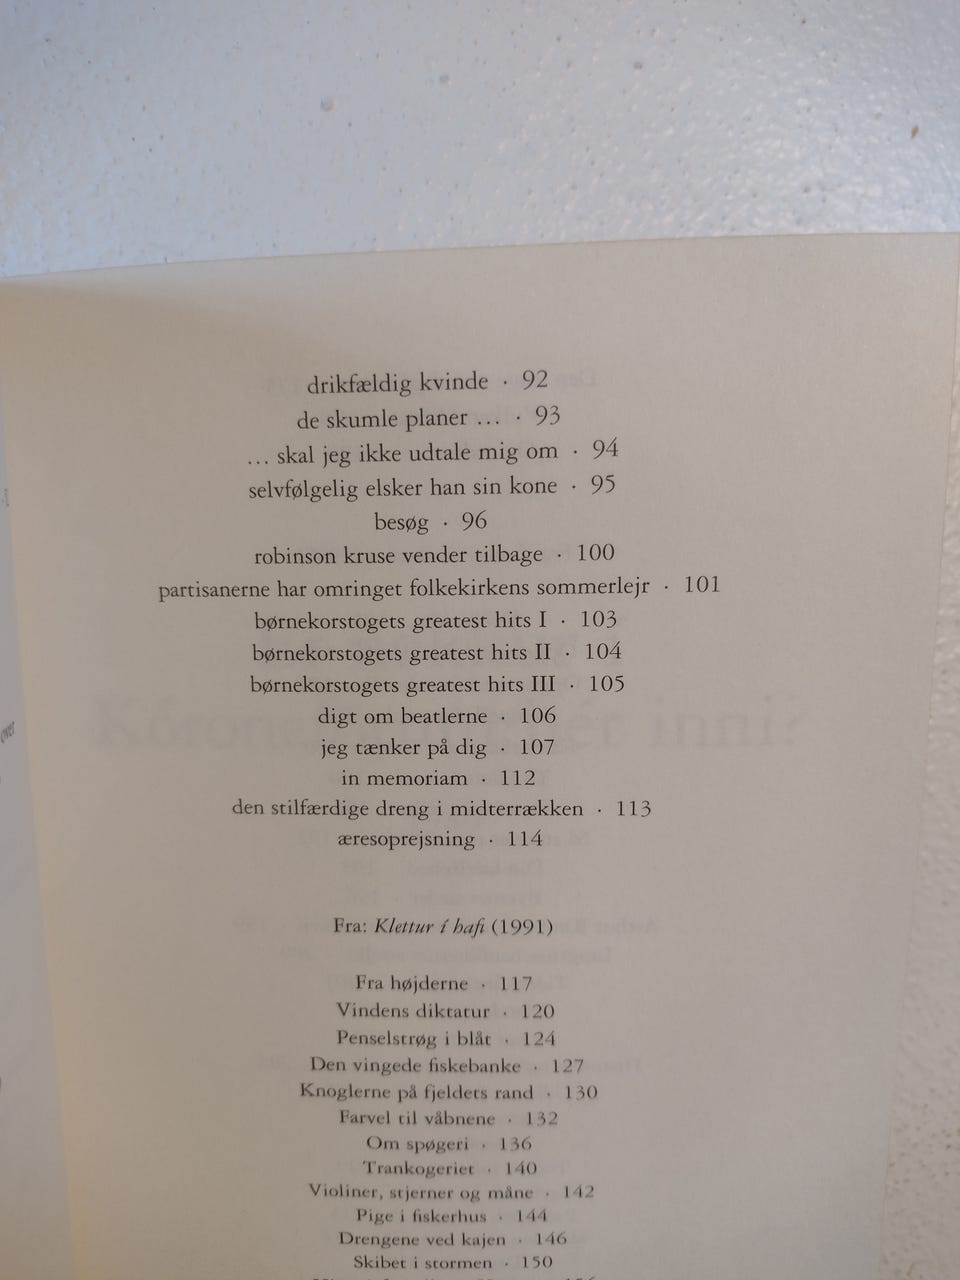 drikfældig kvinde · 92
de skumle planer ... · 93
... skal jeg ikke udtale mig om · 94
selvfølgelig elsker han sin kone · 95
besøg · 96
robinson kruse vender tilbage · 100
partisanerne har omringet folkekirkens sommerlejr · 101
børnekorstogets greatest hits I · 103
børnekorstogets greatest hits II · 104
børnekorstogets greatest hits III · 105
digt om beatlerne · 106
jeg tænker på dig · 107
in memoriam · 112
den stilfærdige dreng i midterrækken · 113
æresoprejsning · 114
Fra: Klettur í hafi (1991)
Fra højderne · 117
Vindens diktatur · 120
Penselstrøg i blåt · 124
Den vingede fiskebanke · 127
Knoglerne på fjeldets rand · 130
Farvel til våbnene · 132
Om spøgeri · 136
Trankogeriet · 140
Violiner, stjerner og måne · 142
Pige i fiskerhus · 144
Drengene ved kajen · 146
Skibet i stormen · 150